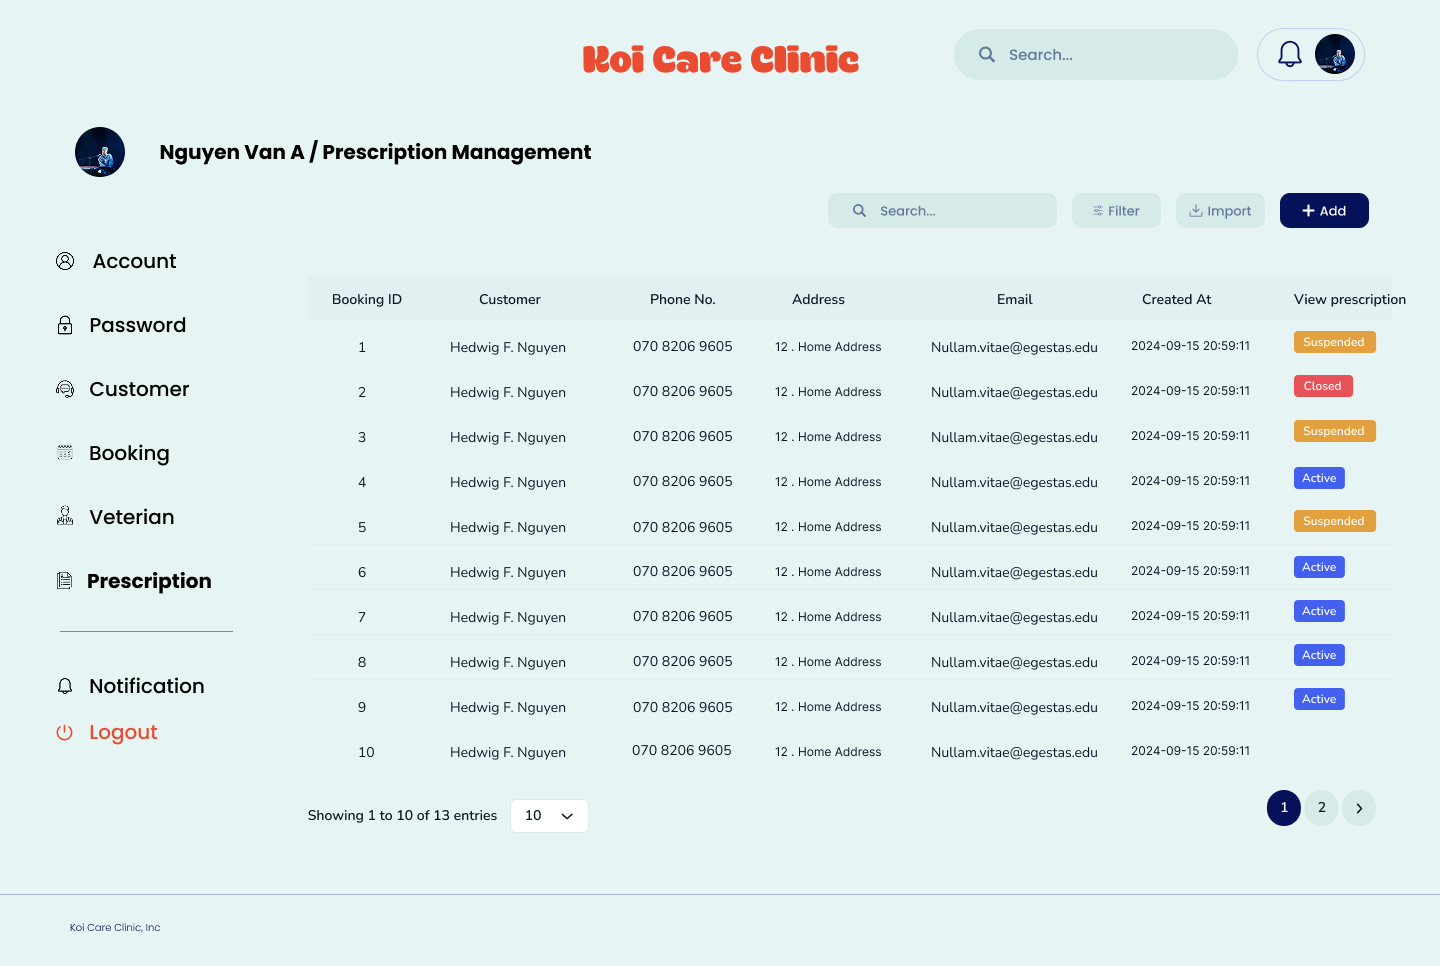 Koi Care Clinic
Search...
Nguyen Van A / Prescription Management
Search...
Filter
Import
Add
Account
Password
Customer
Booking
Veterian
Prescription
Notification
Logout
Booking ID Customer Phone No. Address Email Created At View prescription
1 Hedwig F. Nguyen 070 8206 9605 12 . Home Address Nullam.vitae@egestas.edu 2024-09-15 20:59:11 Suspended
2 Hedwig F. Nguyen 070 8206 9605 12 . Home Address Nullam.vitae@egestas.edu 2024-09-15 20:59:11 Closed
3 Hedwig F. Nguyen 070 8206 9605 12 . Home Address Nullam.vitae@egestas.edu 2024-09-15 20:59:11 Suspended
4 Hedwig F. Nguyen 070 8206 9605 12 . Home Address Nullam.vitae@egestas.edu 2024-09-15 20:59:11 Active
5 Hedwig F. Nguyen 070 8206 9605 12 . Home Address Nullam.vitae@egestas.edu 2024-09-15 20:59:11 Suspended
6 Hedwig F. Nguyen 070 8206 9605 12 . Home Address Nullam.vitae@egestas.edu 2024-09-15 20:59:11 Active
7 Hedwig F. Nguyen 070 8206 9605 12 . Home Address Nullam.vitae@egestas.edu 2024-09-15 20:59:11 Active
8 Hedwig F. Nguyen 070 8206 9605 12 . Home Address Nullam.vitae@egestas.edu 2024-09-15 20:59:11 Active
9 Hedwig F. Nguyen 070 8206 9605 12 . Home Address Nullam.vitae@egestas.edu 2024-09-15 20:59:11 Active
10 Hedwig F. Nguyen 070 8206 9605 12 . Home Address Nullam.vitae@egestas.edu 2024-09-15 20:59:11
Showing 1 to 10 of 13 entries 10
1 2
Koi Care Clinic, Inc